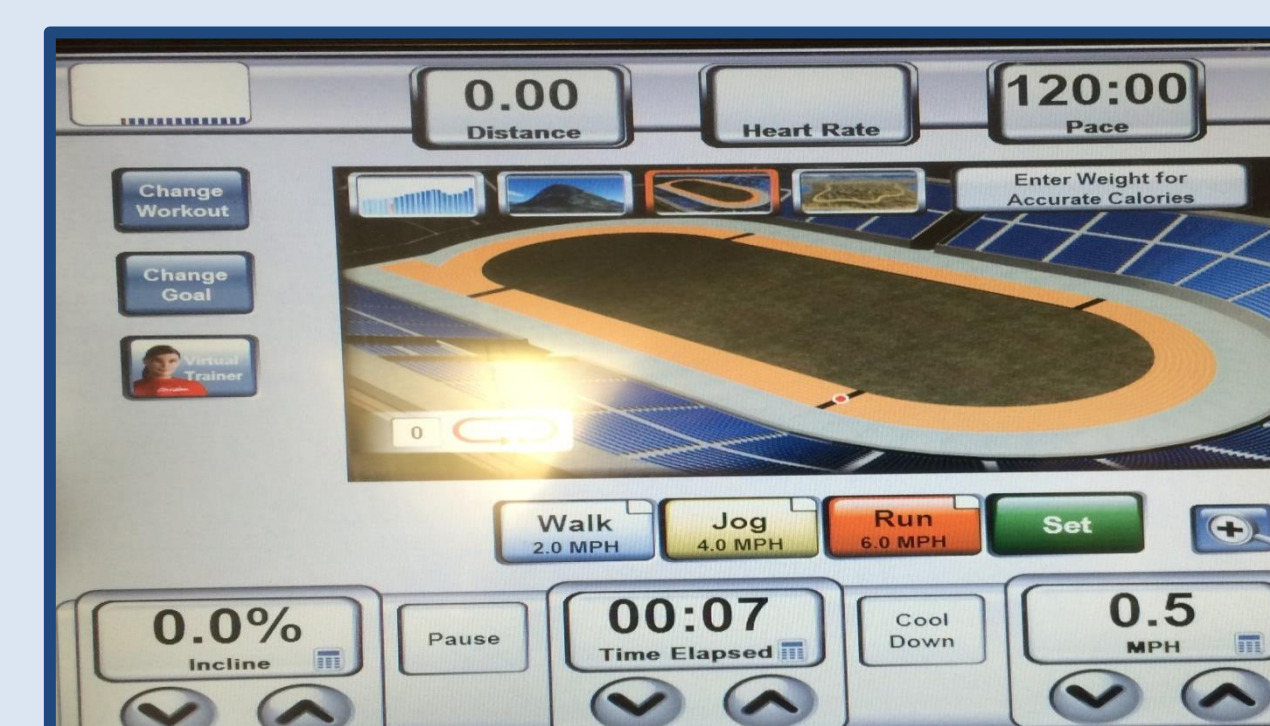 0.00
Distance
Heart Rate
120:00
Pace
Change
Workout
Enter Weight for
Accurate Calories
Change
Goal
Virtual
Trainer
0
Walk
2.0 MPH
Jog
4.0 MPH
Run
6.0 MPH
Set
0.0%
Incline
Pause
00:07
Time Elapsed
Cool
Down
0.5
MPH